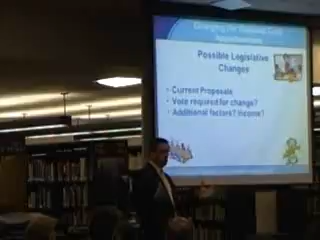 Possible Legislative
Changes
• Current Proposals
• Vote required for change?
• Additional factors? Income?